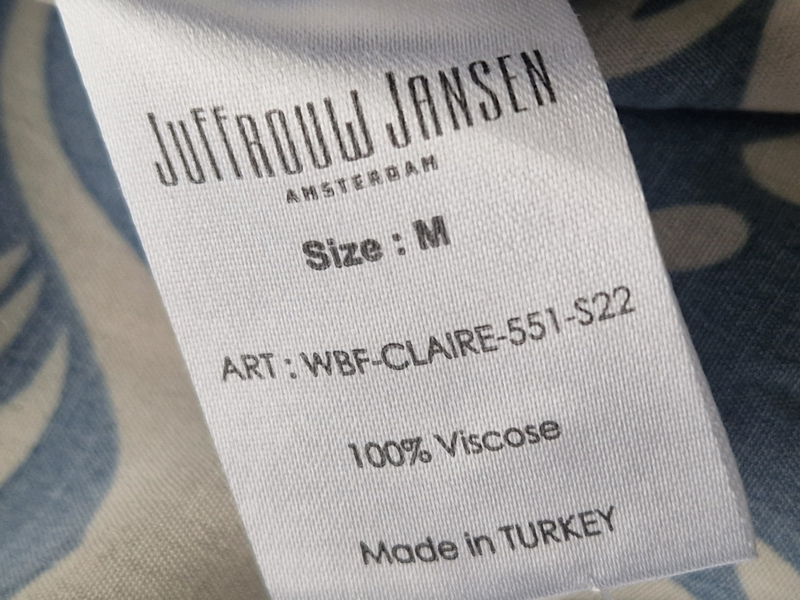 Juffrouw Jansen
AMSTERDAM
Size : M
ART : WBF-CLAIRE-551-S22
100% Viscose
Made in TURKEY